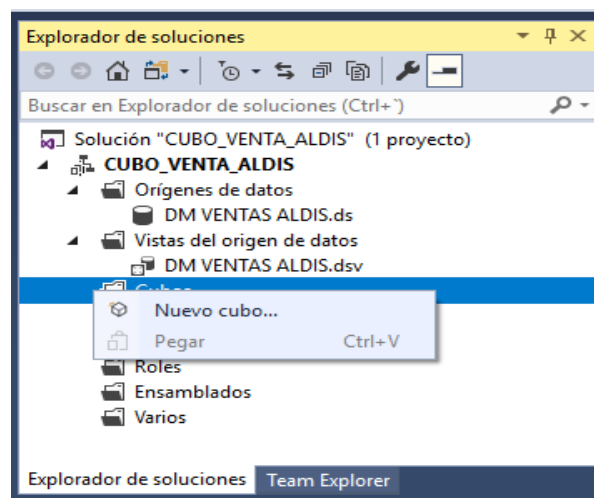 Explorador de soluciones
Buscar en Explorador de soluciones (Ctrl+`)
Solución "CUBO_VENTA_ALDIS" (1 proyecto)
CUBO_VENTA_ALDIS
Orígenes de datos
DM VENTAS ALDIS.ds
Vistas del origen de datos
DM VENTAS ALDIS.dsv
Cubos
Nuevo cubo...
Pegar Ctrl+V
Roles
Ensamblados
Varios
Explorador de soluciones Team Explorer